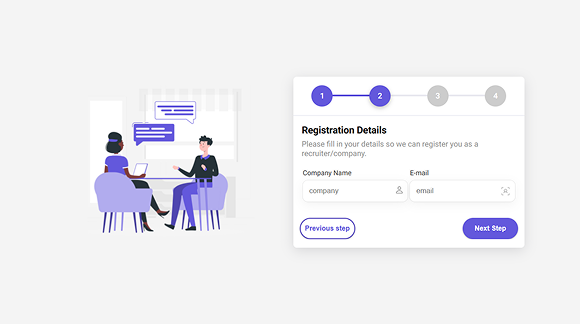 1 2 3 4
Registration Details
Please fill in your details so we can register you as a
recruiter/company.
Company Name E-mail
company email
Previous step Next Step